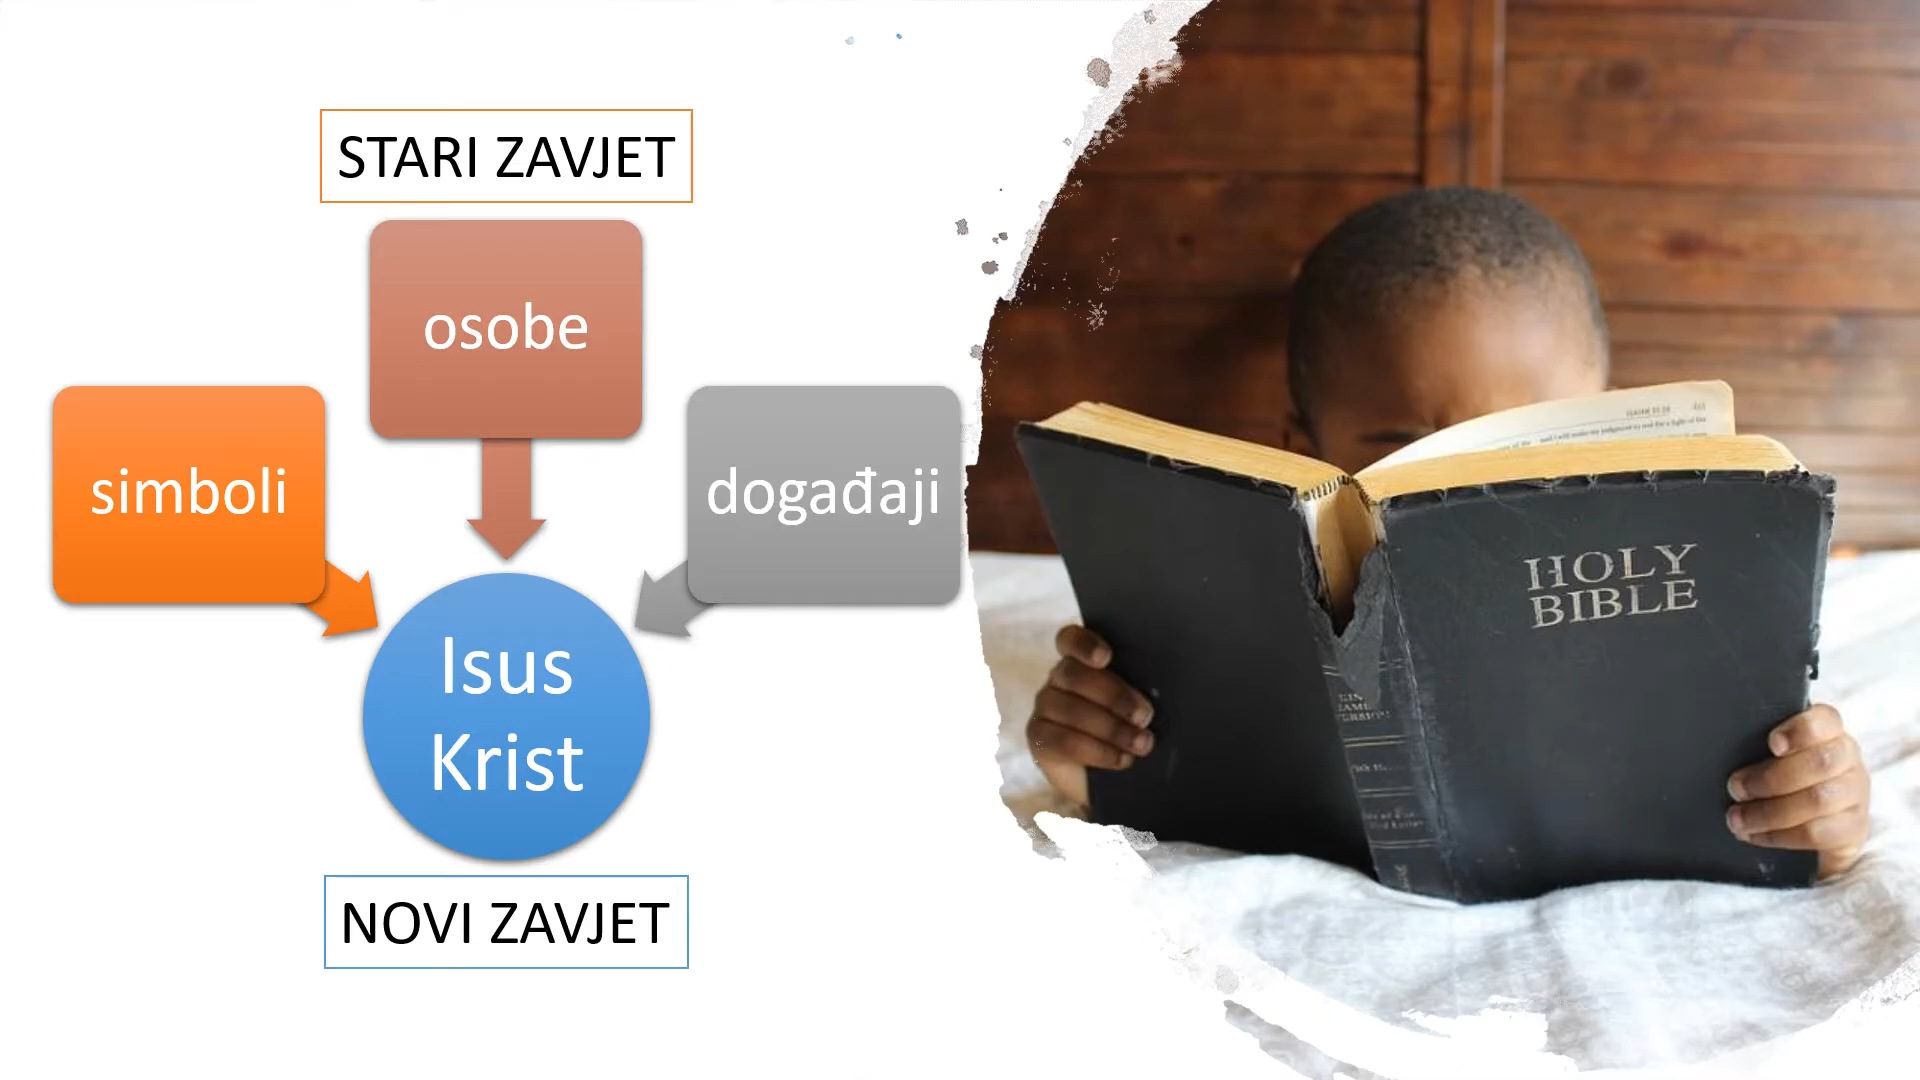 STARI ZAVJET
osobe
simboli
događaji
Isus
Krist
NOVI ZAVJET
HOLY
BIBLE